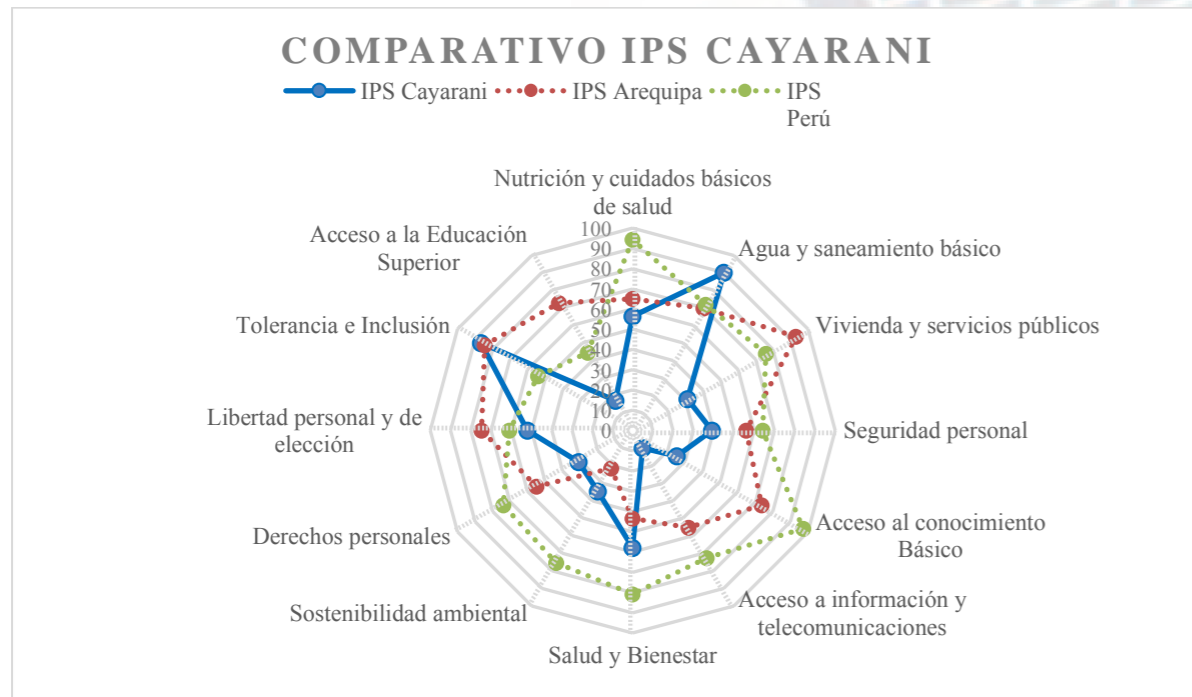 COMPARATIVO IPS CAYARANI
IPS Cayarani
IPS Arequipa
IPS
Perú
Nutrición y cuidados básicos
de salud
Agua y saneamiento básico
Vivienda y servicios públicos
Seguridad personal
Acceso al conocimiento
Básico
Acceso a información y
telecomunicaciones
Salud y Bienestar
Sostenibilidad ambiental
Derechos personales
Libertad personal y de
elección
Tolerancia e Inclusión
Acceso a la Educación
Superior
100
90
80
70
60
50
40
30
20
10
0